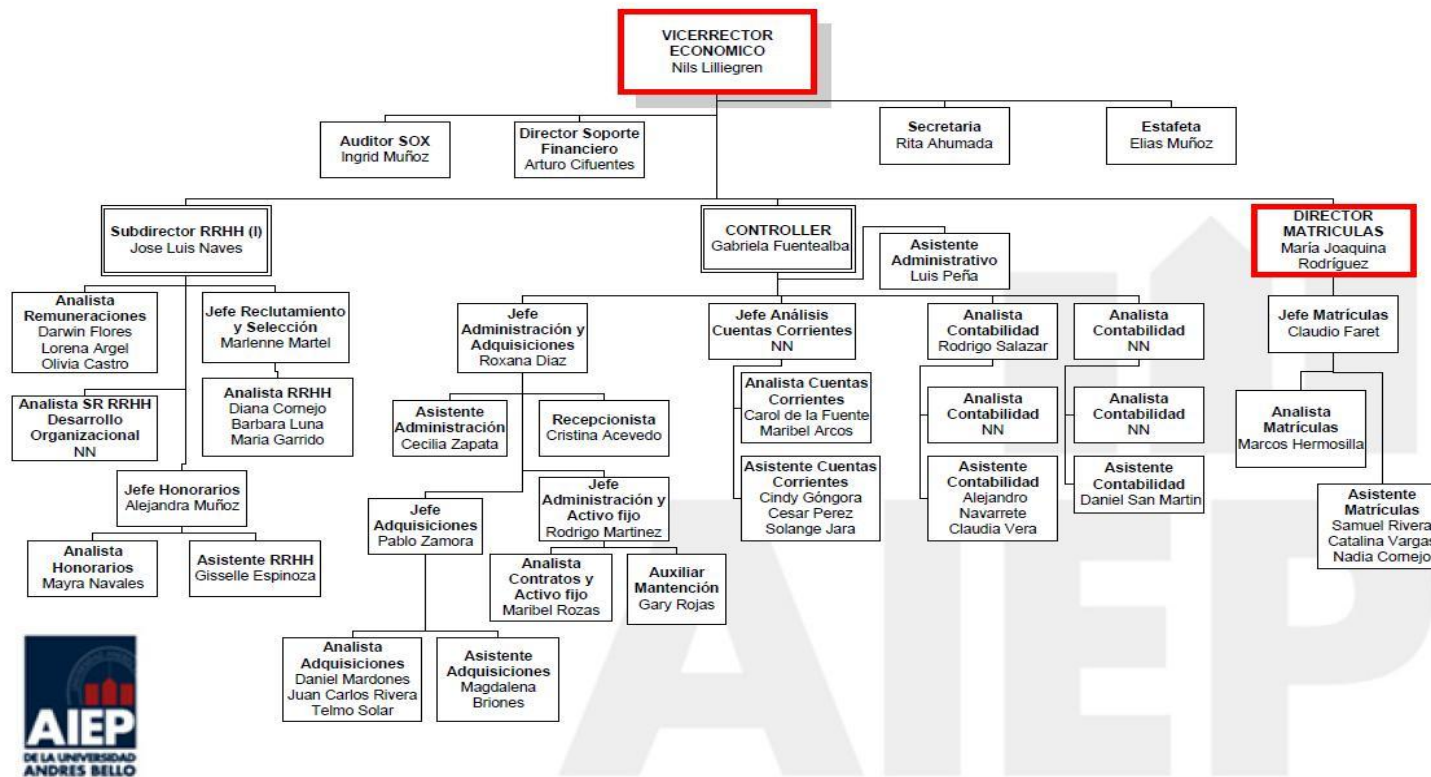 VICERRECTOR
ECONOMICO
Nils Lilliegren
Auditor SOX
Ingrid Muñoz
Director Soporte
Financiero
Arturo Cifuentes
Secretaria
Rita Ahumada
Estafeta
Elias Muñoz
Subdirector RRHH (I)
Jose Luis Naves
CONTROLLER
Gabriela Fuentealba
Asistente
Administrativo
Luis Peña
DIRECTOR
MATRICULAS
María Joaquina
Rodríguez
Analista
Remuneraciones
Darwin Flores
Lorena Argel
Olivia Castro
Jefe Reclutamiento
y Selección
Marlenne Martel
Jefe
Administración y
Adquisiciones
Roxana Diaz
Jefe Análisis
Cuentas Corrientes
NN
Analista
Contabilidad
Rodrigo Salazar
Analista
Contabilidad
NN
Jefe Matrículas
Claudio Faret
Analista SR RRHH
Desarrollo
Organizacional
NN
Analista RRHH
Diana Cornejo
Barbara Luna
Maria Garrido
Asistente
Administración
Cecilia Zapata
Recepcionista
Cristina Acevedo
Analista Cuentas
Corrientes
Carol de la Fuente
Maribel Arcos
Analista
Contabilidad
NN
Analista
Contabilidad
NN
Analista
Matrículas
Marcos Hermosilla
Jefe Honorarios
Alejandra Muñoz
Jefe
Adquisiciones
Pablo Zamora
Jefe
Administración y
Activo fijo
Rodrigo Martinez
Asistente Cuentas
Corrientes
Cindy Góngora
Cesar Perez
Solange Jara
Asistente
Contabilidad
Alejandro
Navarrete
Claudia Vera
Asistente
Contabilidad
Daniel San Martin
Asistente
Matrículas
Samuel Rivera
Catalina Vargas
Nadia Cornejo
Analista
Honorarios
Mayra Navales
Asistente RRHH
Gisselle Espinoza
Analista
Contratos y
Activo fijo
Maribel Rozas
Auxiliar
Mantención
Gary Rojas
Analista
Adquisiciones
Daniel Mardones
Juan Carlos Rivera
Telmo Solar
Asistente
Adquisiciones
Magdalena
Briones
AIEP
DE LA UNIVERSIDAD
ANDRES BELLO
AIEP